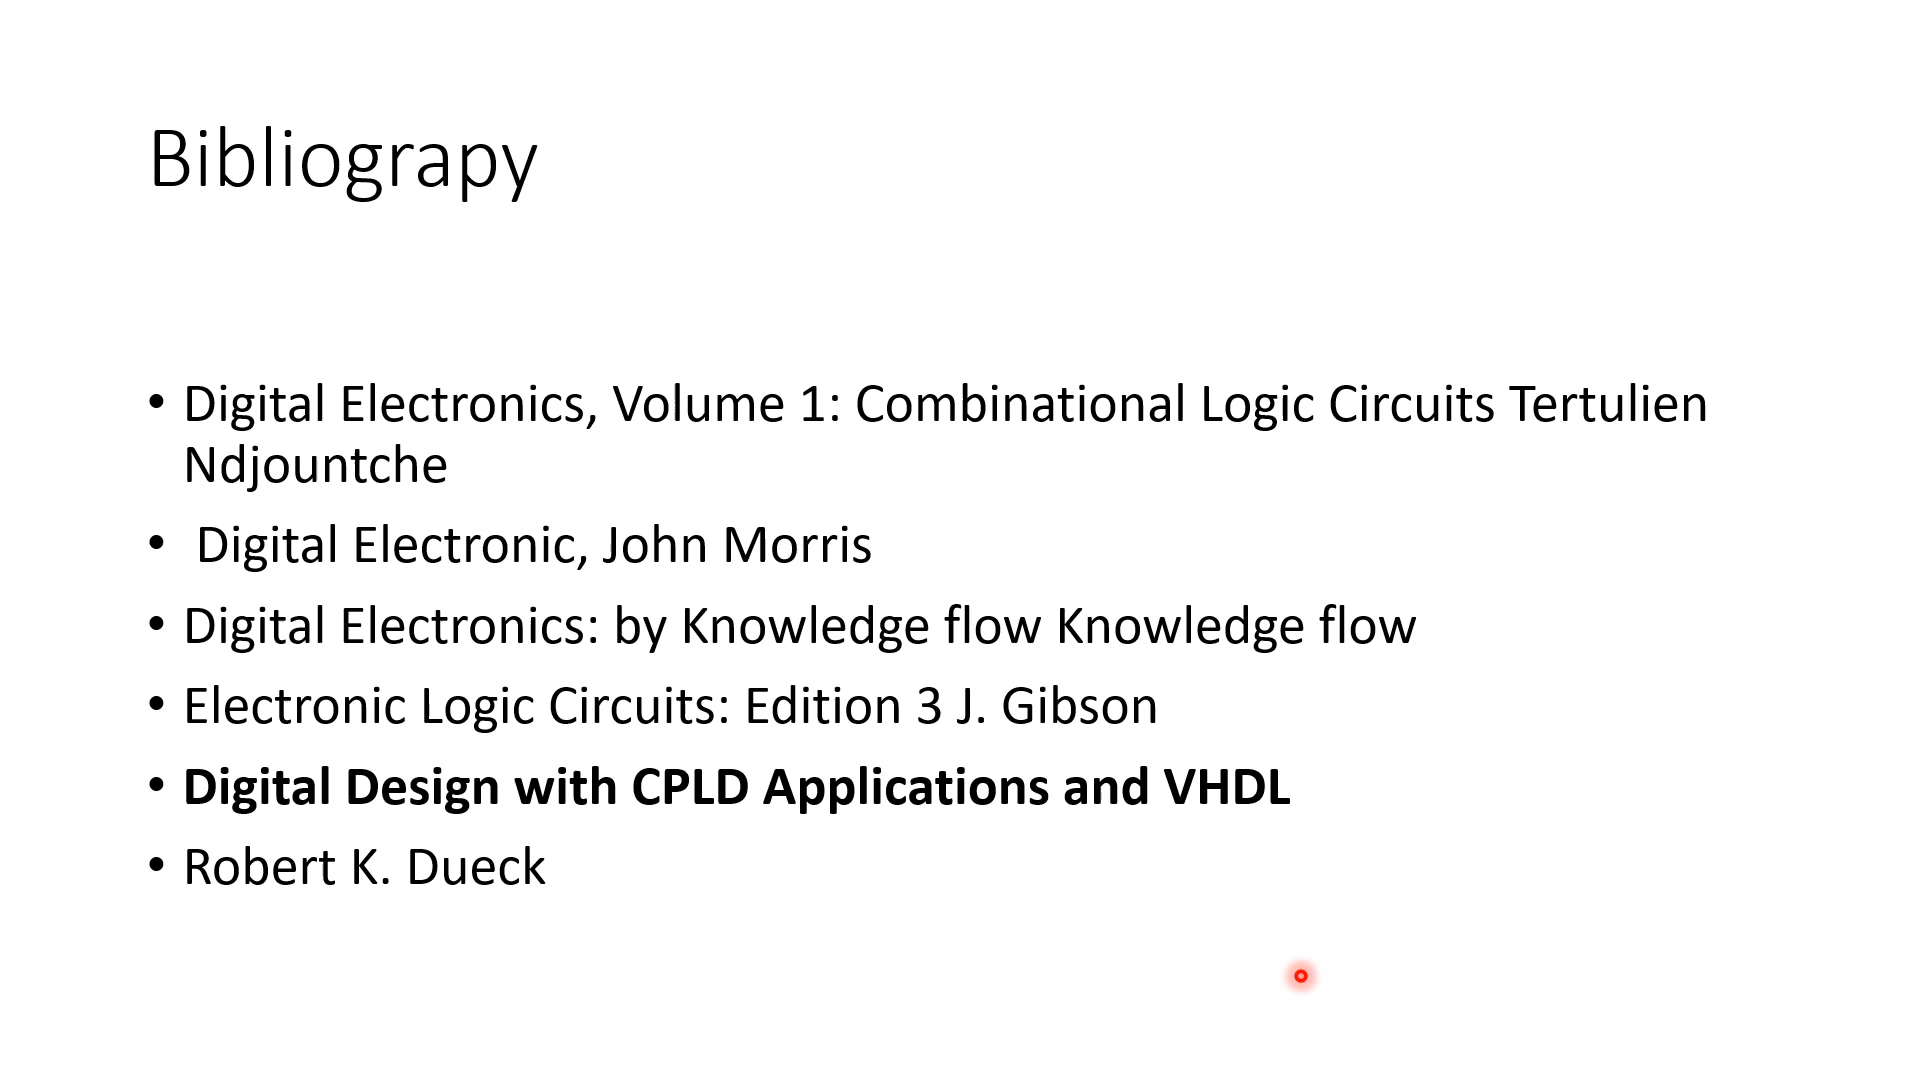 Bibliograpy
• Digital Electronics, Volume 1: Combinational Logic Circuits Tertulien
Ndjountche
• Digital Electronic, John Morris
• Digital Electronics: by Knowledge flow Knowledge flow
• Electronic Logic Circuits: Edition 3 J. Gibson
• Digital Design with CPLD Applications and VHDL
• Robert K. Dueck